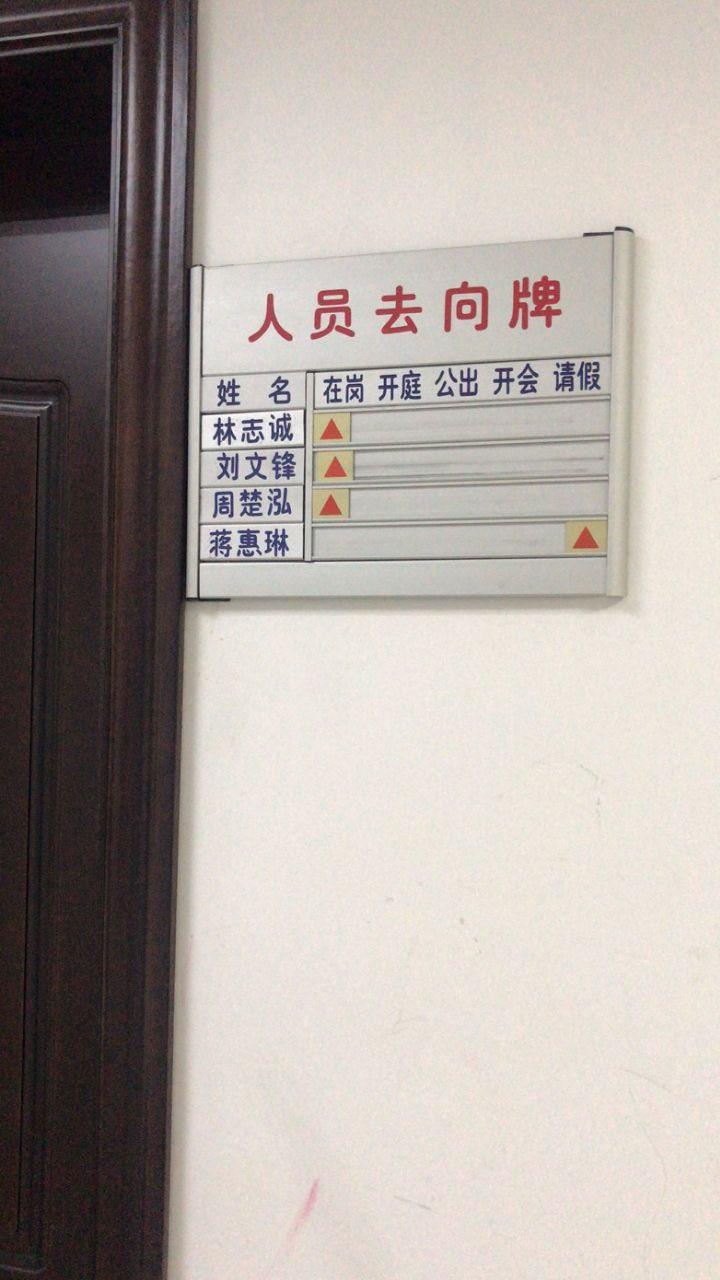 人员去向牌
姓 名 在岗 开庭 公出 开会 请假
林志诚
刘文锋
周楚泓
蒋惠琳